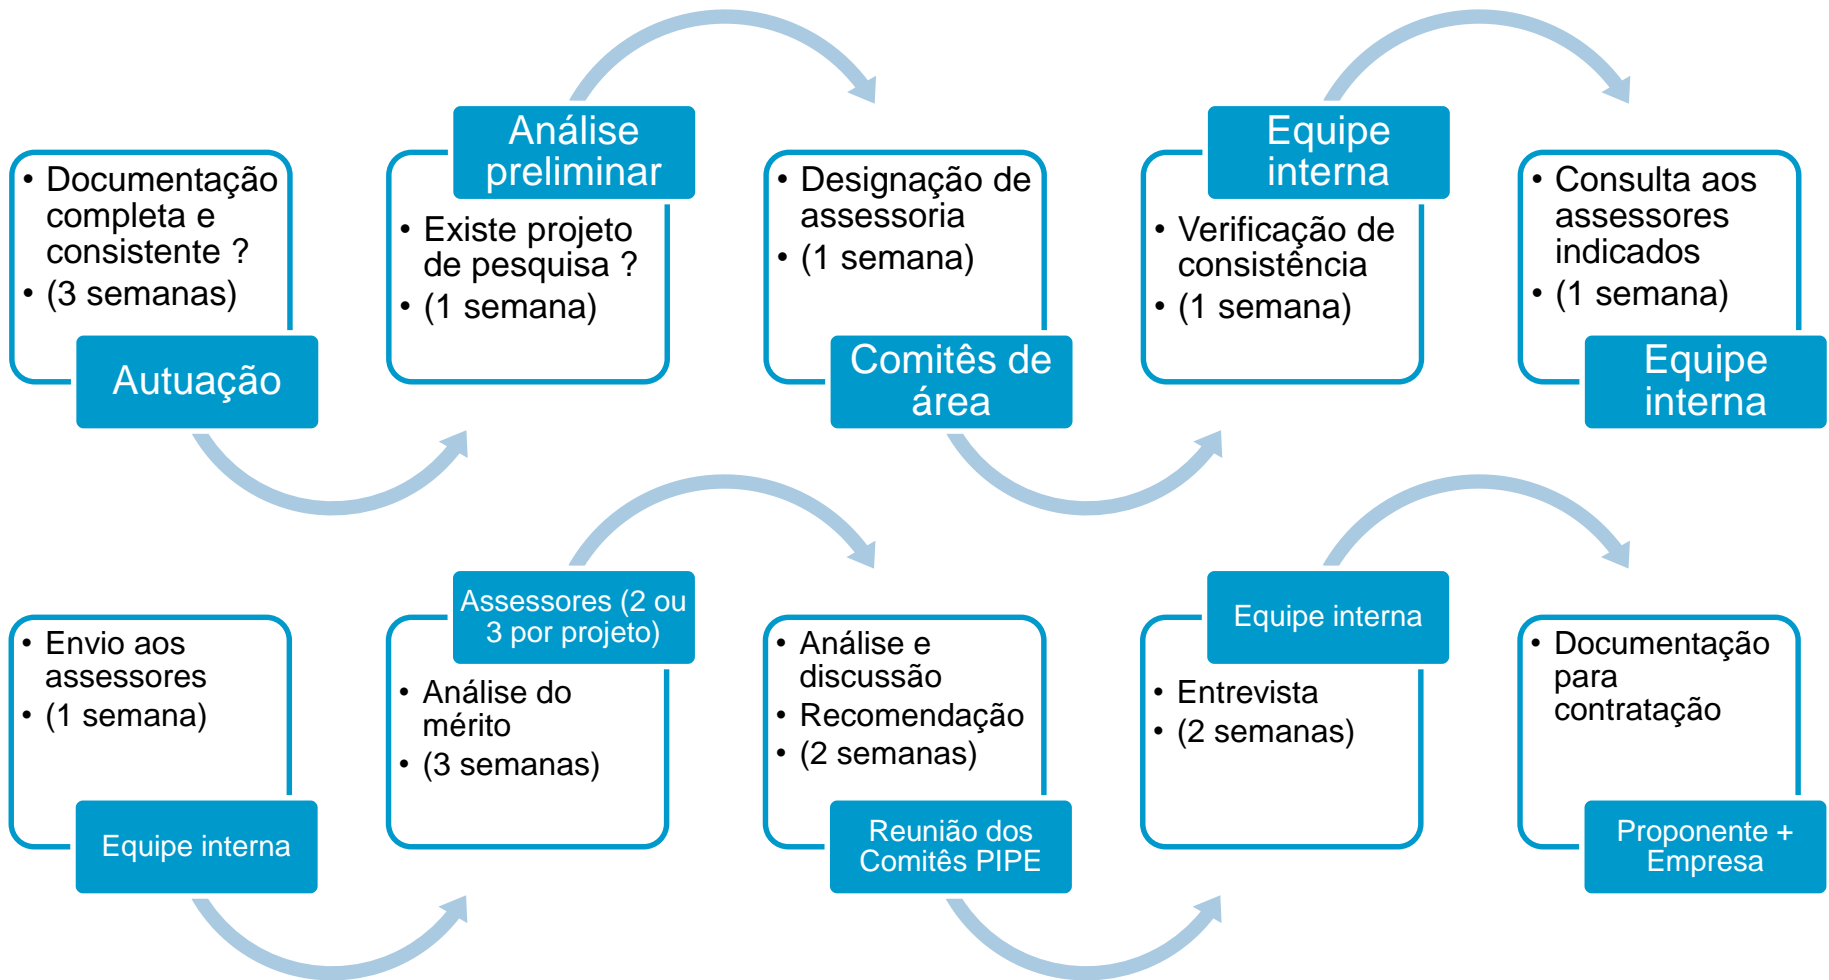 • Documentação
completa e
consistente ?
• (3 semanas)
Autuação
Análise
preliminar
• Existe projeto
de pesquisa ?
• (1 semana)
• Designação de
assessoria
• (1 semana)
Comitês de
área
Equipe
interna
• Verificação de
consistência
• (1 semana)
• Consulta aos
assessores
indicados
• (1 semana)
Equipe
interna
• Envio aos
assessores
• (1 semana)
Equipe interna
Assessores (2 ou
3 por projeto)
• Análise do
mérito
• (3 semanas)
• Análise e
discussão
• Recomendação
• (2 semanas)
Reunião dos
Comitês PIPE
Equipe interna
• Entrevista
• (2 semanas)
• Documentação
para
contratação
Proponente +
Empresa